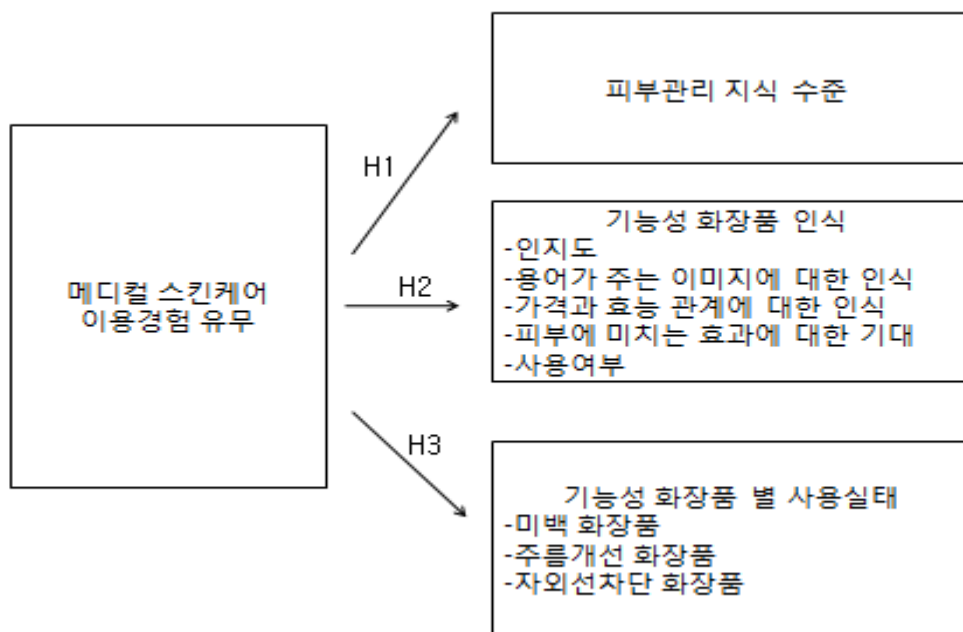 피부관리 지식 수준
H1
메디컬 스킨케어
이용경험 유무
H2
기능성 화장품 인식
-인지도
-용어가 주는 이미지에 대한 인식
-가격과 효능 관계에 대한 인식
-피부에 미치는 효과에 대한 기대
-사용여부
H3
기능성 화장품 별 사용실태
-미백 화장품
-주름개선 화장품
-자외선차단 화장품